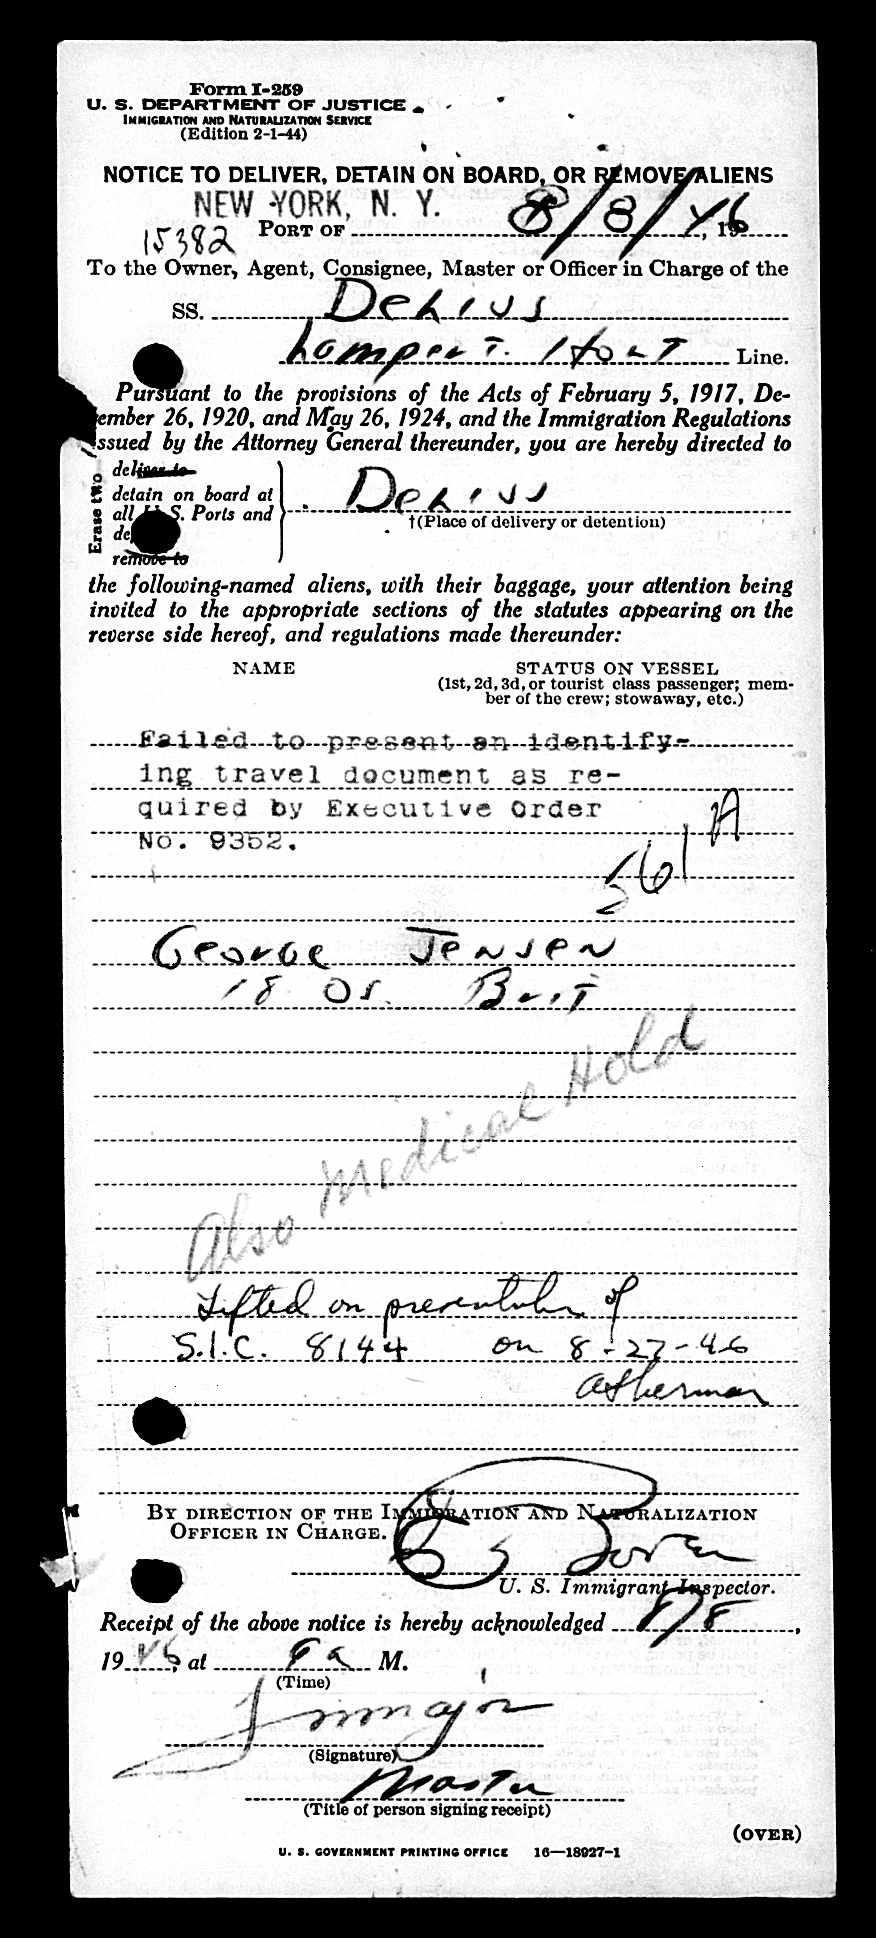 Form I-259
U. S. DEPARTMENT OF JUSTICE
IMMIGRATION AND NATURALIZATION SERVICE
(Edition 2-1-44)
NOTICE TO DELIVER, DETAIN ON BOARD, OR REMOVE ALIENS
NEW YORK, N. Y.
15382 PORT OF 8/8/46, 19
To the Owner, Agent, Consignee, Master or Officer in Charge of the
SS. Delius
Lamport Holt Line.
Pursuant to the provisions of the Acts of February 5, 1917, De-
cember 26, 1920, and May 26, 1924, and the Immigration Regulations
issued by the Attorney General thereunder, you are hereby directed to
Erase two
deliver to
detain on board at
all U.S. Ports and
remove to
Delius
†(Place of delivery or detention)
the following-named aliens, with their baggage, your attention being
invited to the appropriate sections of the statutes appearing on the
reverse side hereof, and regulations made thereunder:
NAME STATUS ON VESSEL
(1st, 2d, 3d, or tourist class passenger; mem-
ber of the crew; stowaway, etc.)
Failed to present an identify-
ing travel document as re-
quired by Executive Order
No. 9352.
561 A
George Jensen
18 OS. Brit
Also Medical Hold
Lifted on presentation of
S.I.C. 8144 on 8-27-46
BY DIRECTION OF THE IMMIGRATION AND NATURALIZATION
OFFICER IN CHARGE.
U. S. Immigrant Inspector.
Receipt of the above notice is hereby acknowledged 8/8,
1946, at a M.
(Time)
(Signature)
Master
(Title of person signing receipt)
(OVER)
U. S. GOVERNMENT PRINTING OFFICE 16—18927-1